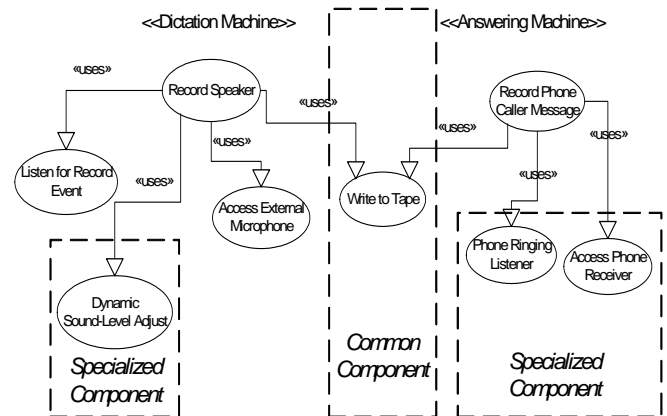 <<Dictation Machine>>
<<Answering Machine>>
«uses»
Record Speaker
«uses»
Record Phone
Caller Message
«uses»
«uses»
«uses»
«uses»
«uses»
«uses»
Listen for Record
Event
Access External
Microphone
Write to Tape
Phone Ringing
Listener
Access Phone
Receiver
Dynamic
Sound-Level Adjust
Specialized
Component
Common
Component
Specialized
Component